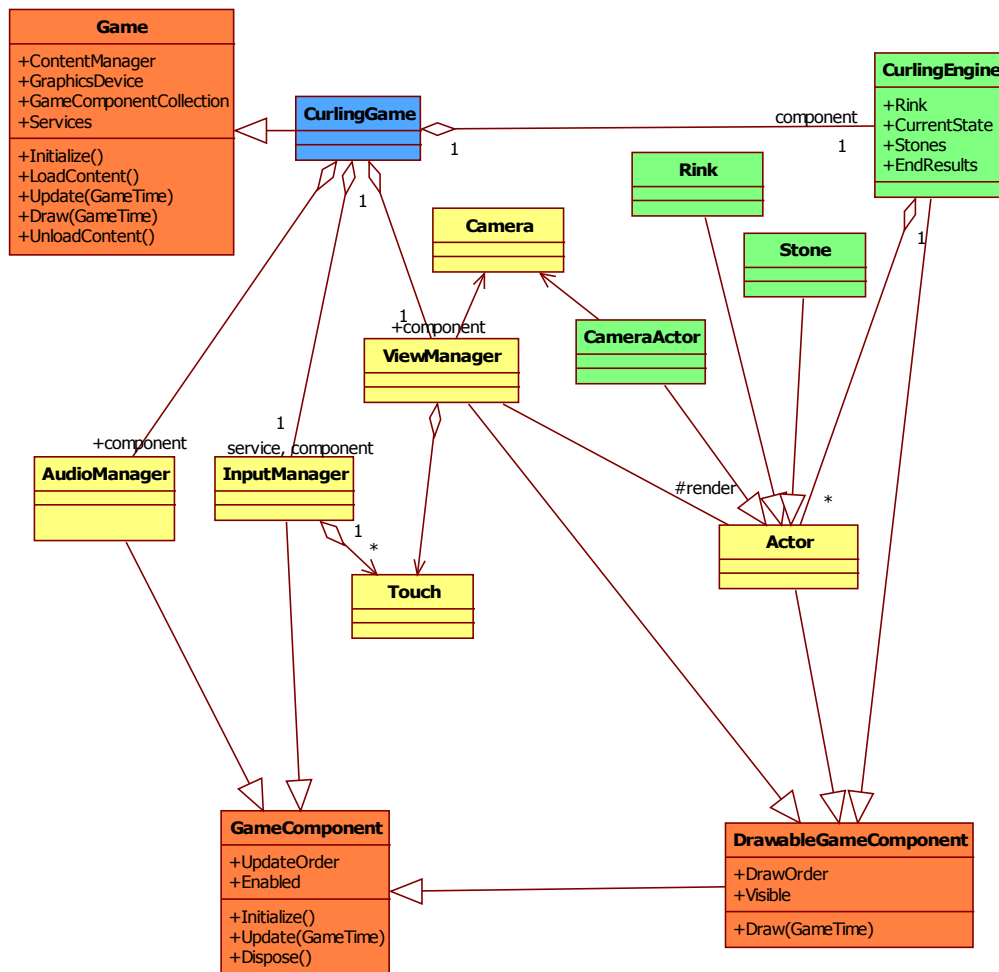 Game
+ContentManager
+GraphicsDevice
+GameComponentCollection
+Services
+Initialize()
+LoadContent()
+Update(GameTime)
+Draw(GameTime)
+UnloadContent()
CurlingGame
1
component
1
CurlingEngine
+Rink
+CurrentState
+Stones
+EndResults
1
Rink
1
Camera
Stone
CameraActor
1
+component
ViewManager
+component
AudioManager
1
service, component
InputManager
1
*
Touch
#render
*
Actor
GameComponent
+UpdateOrder
+Enabled
+Initialize()
+Update(GameTime)
+Dispose()
DrawableGameComponent
+DrawOrder
+Visible
+Draw(GameTime)